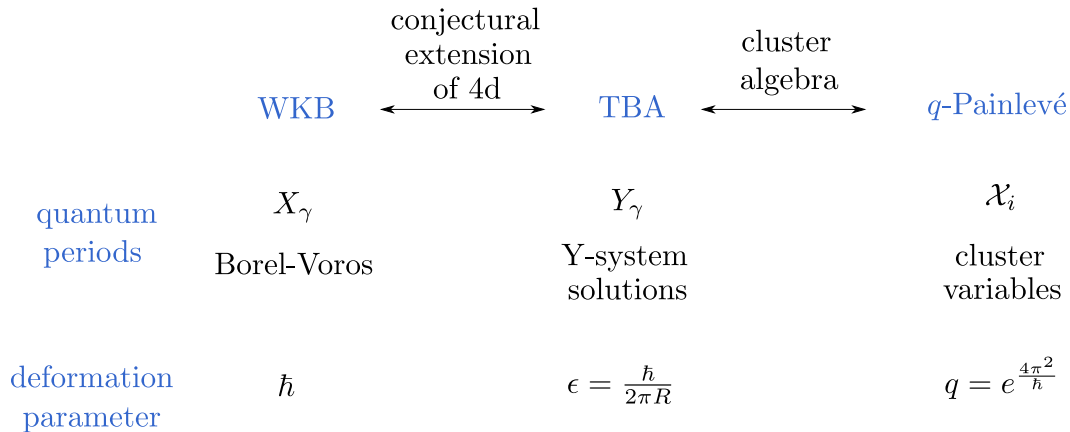 conjectural
extension
of 4d
cluster
algebra
WKB
TBA
q-Painlevé
quantum
periods
X_γ
Y_γ
𝒳_i
Borel-Voros
Y-system
solutions
cluster
variables
deformation
parameter
ħ
ϵ = ħ/2πR
q = e^{4π²/ħ}